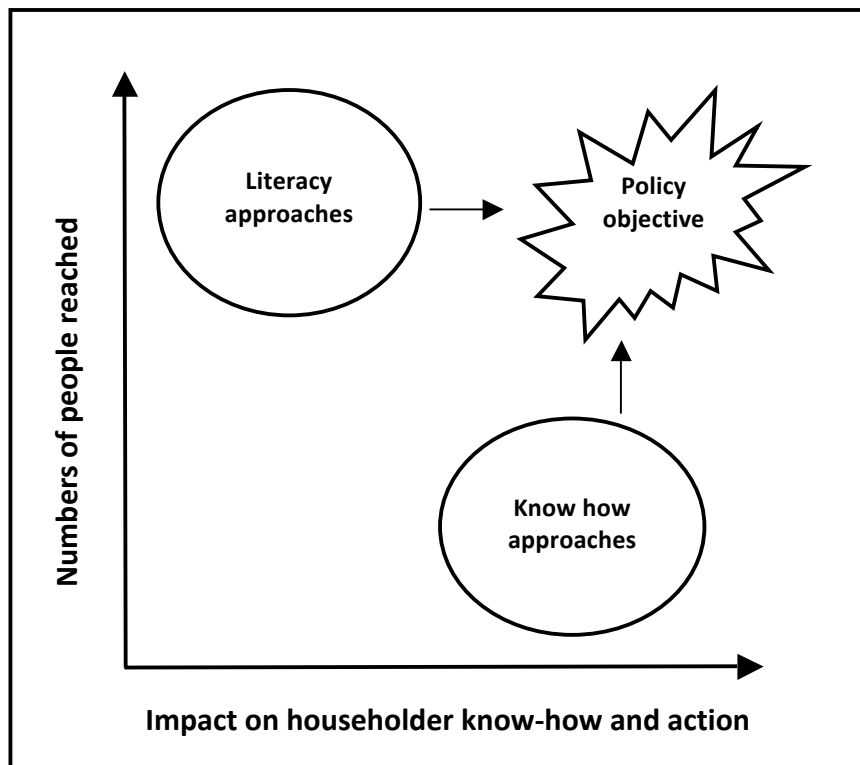 Numbers of people reached
Literacy
approaches
Policy
objective
Know how
approaches
Impact on householder know-how and action